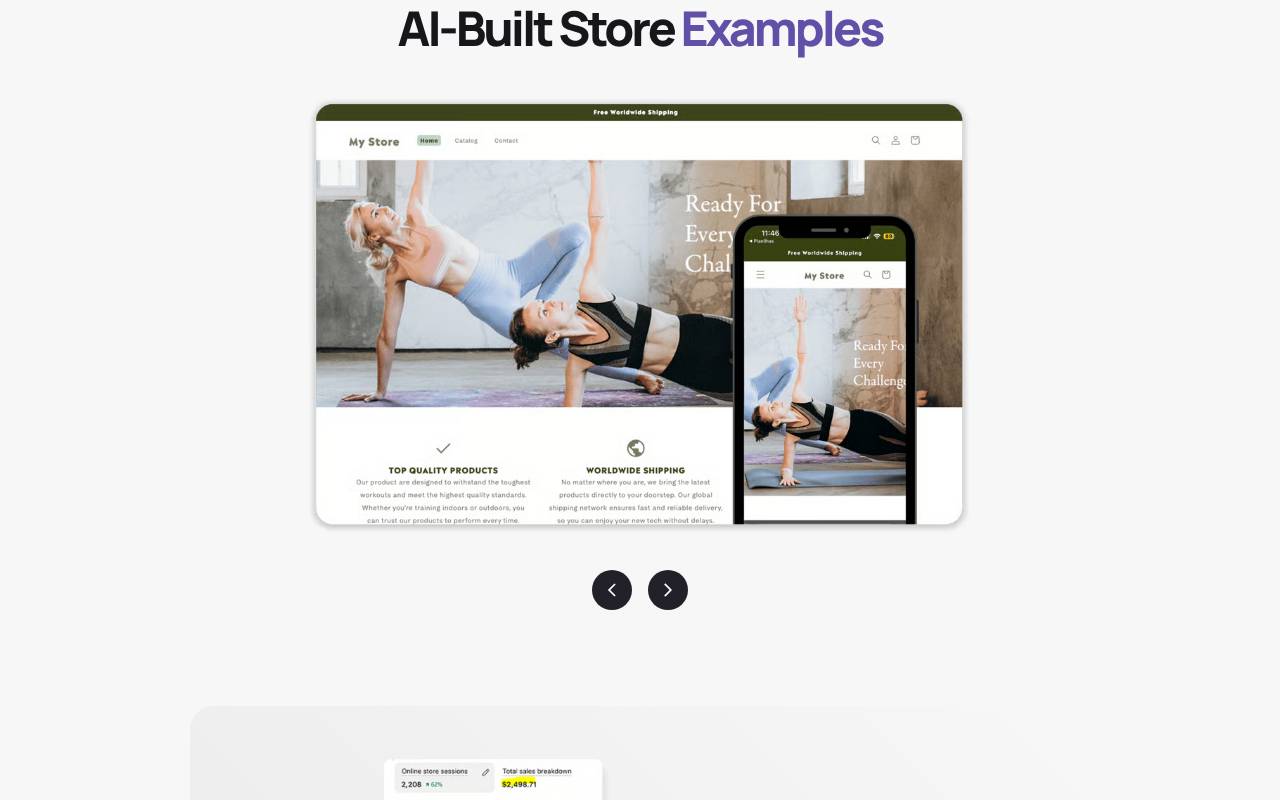 AI-Built Store Examples
Free Worldwide Shipping
My Store
Home
Catalog
Contact
Ready For
Every
Chal
11:46
Free Worldwide Shipping
My Store
Ready Fo
Every
Challenge
TOP QUALITY PRODUCTS
Our product are designed to withstand the toughest
workouts and meet the highest quality standards.
Whether you're training indoors or outdoors, you
can trust our products to perform every time.
WORLDWIDE SHIPPING
No matter where you are, we bring the latest
products directly to your doorstep. Our global
shipping network ensures fast and reliable delivery,
so you can enjoy your new tech without delays.
Online store sessions
2,208 62%
Total sales breakdown
$2,498.71